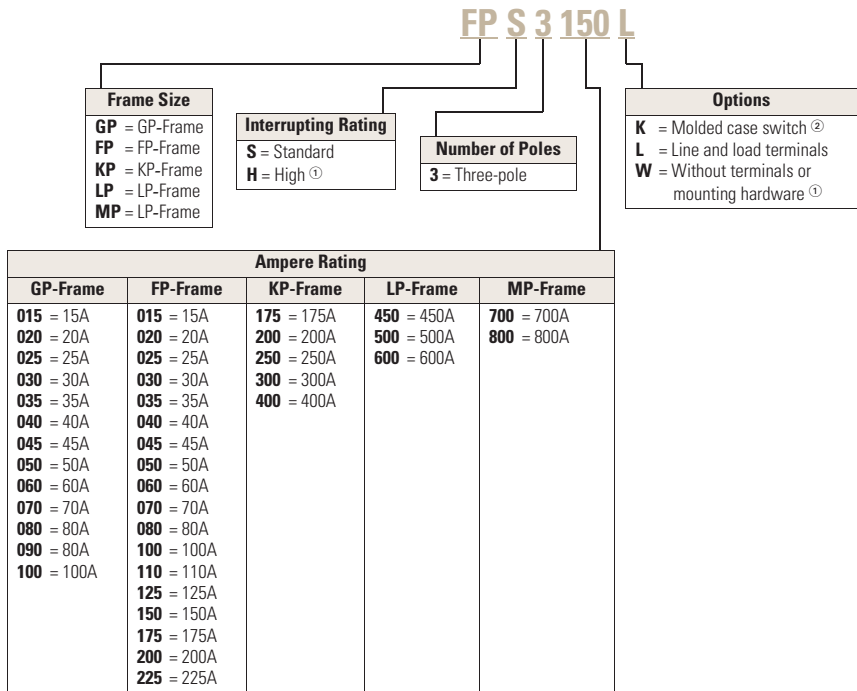 FP S 3 150 L
Frame Size
GP = GP-Frame
FP = FP-Frame
KP = KP-Frame
LP = LP-Frame
MP = LP-Frame
Interrupting Rating
S = Standard
H = High ①
Number of Poles
3 = Three-pole
Options
K = Molded case switch ②
L = Line and load terminals
W = Without terminals or
mounting hardware ①
Ampere Rating
GP-Frame FP-Frame KP-Frame LP-Frame MP-Frame
015 = 15A 015 = 15A 175 = 175A 450 = 450A 700 = 700A
020 = 20A 020 = 20A 200 = 200A 500 = 500A 800 = 800A
025 = 25A 025 = 25A 250 = 250A 600 = 600A
030 = 30A 030 = 30A 300 = 300A
035 = 35A 035 = 35A 400 = 400A
040 = 40A 040 = 40A
045 = 45A 045 = 45A
050 = 50A 050 = 50A
060 = 60A 060 = 60A
070 = 70A 070 = 70A
080 = 80A 080 = 80A
090 = 80A 100 = 100A
100 = 100A 110 = 110A
125 = 125A
150 = 150A
175 = 175A
200 = 200A
225 = 225A